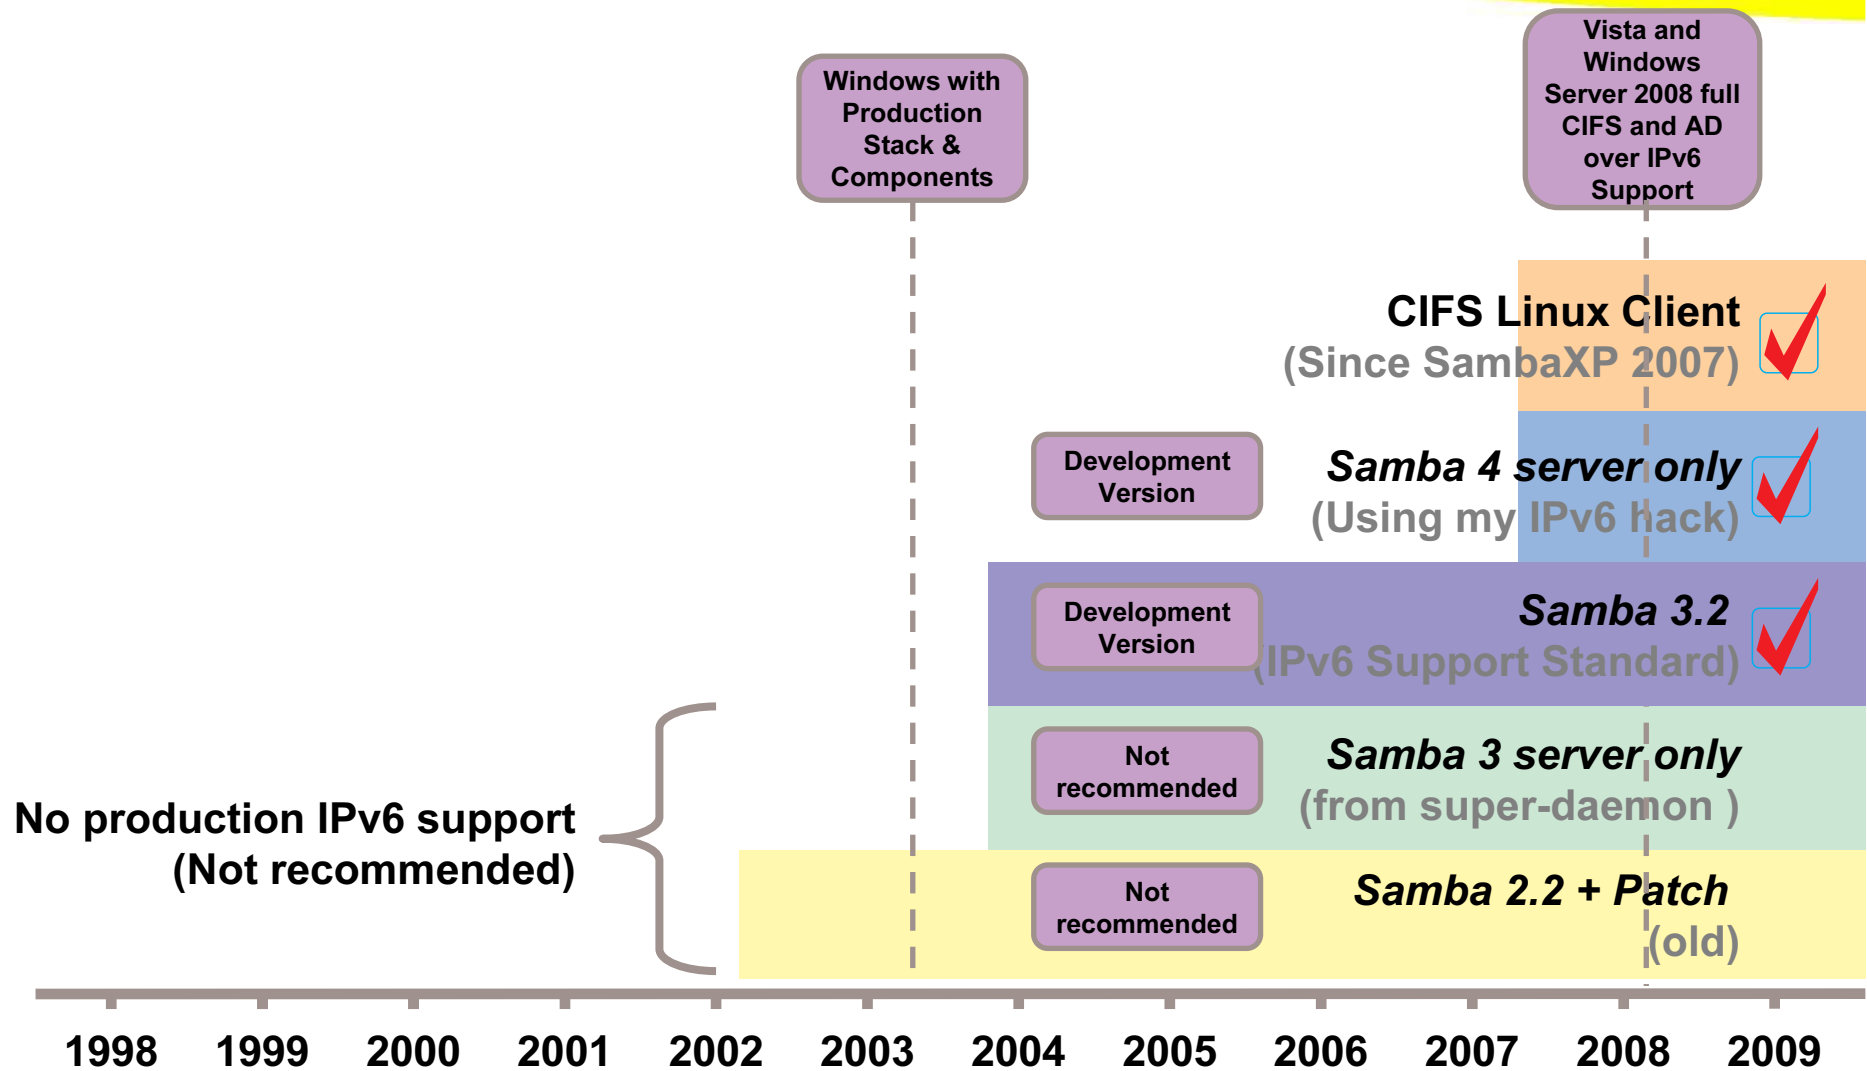 Vista and
Windows
Server 2008 full
CIFS and AD
over IPv6
Support
Windows with
Production
Stack &
Components
CIFS Linux Client
(Since SambaXP 2007)
Development
Version
Samba 4 server only
(Using my IPv6 hack)
Development
Version
Samba 3.2
(IPv6 Support Standard)
Not
recommended
Samba 3 server only
(from super-daemon )
No production IPv6 support
(Not recommended)
Not
recommended
Samba 2.2 + Patch
(old)
1998 1999 2000 2001 2002 2003 2004 2005 2006 2007 2008 2009